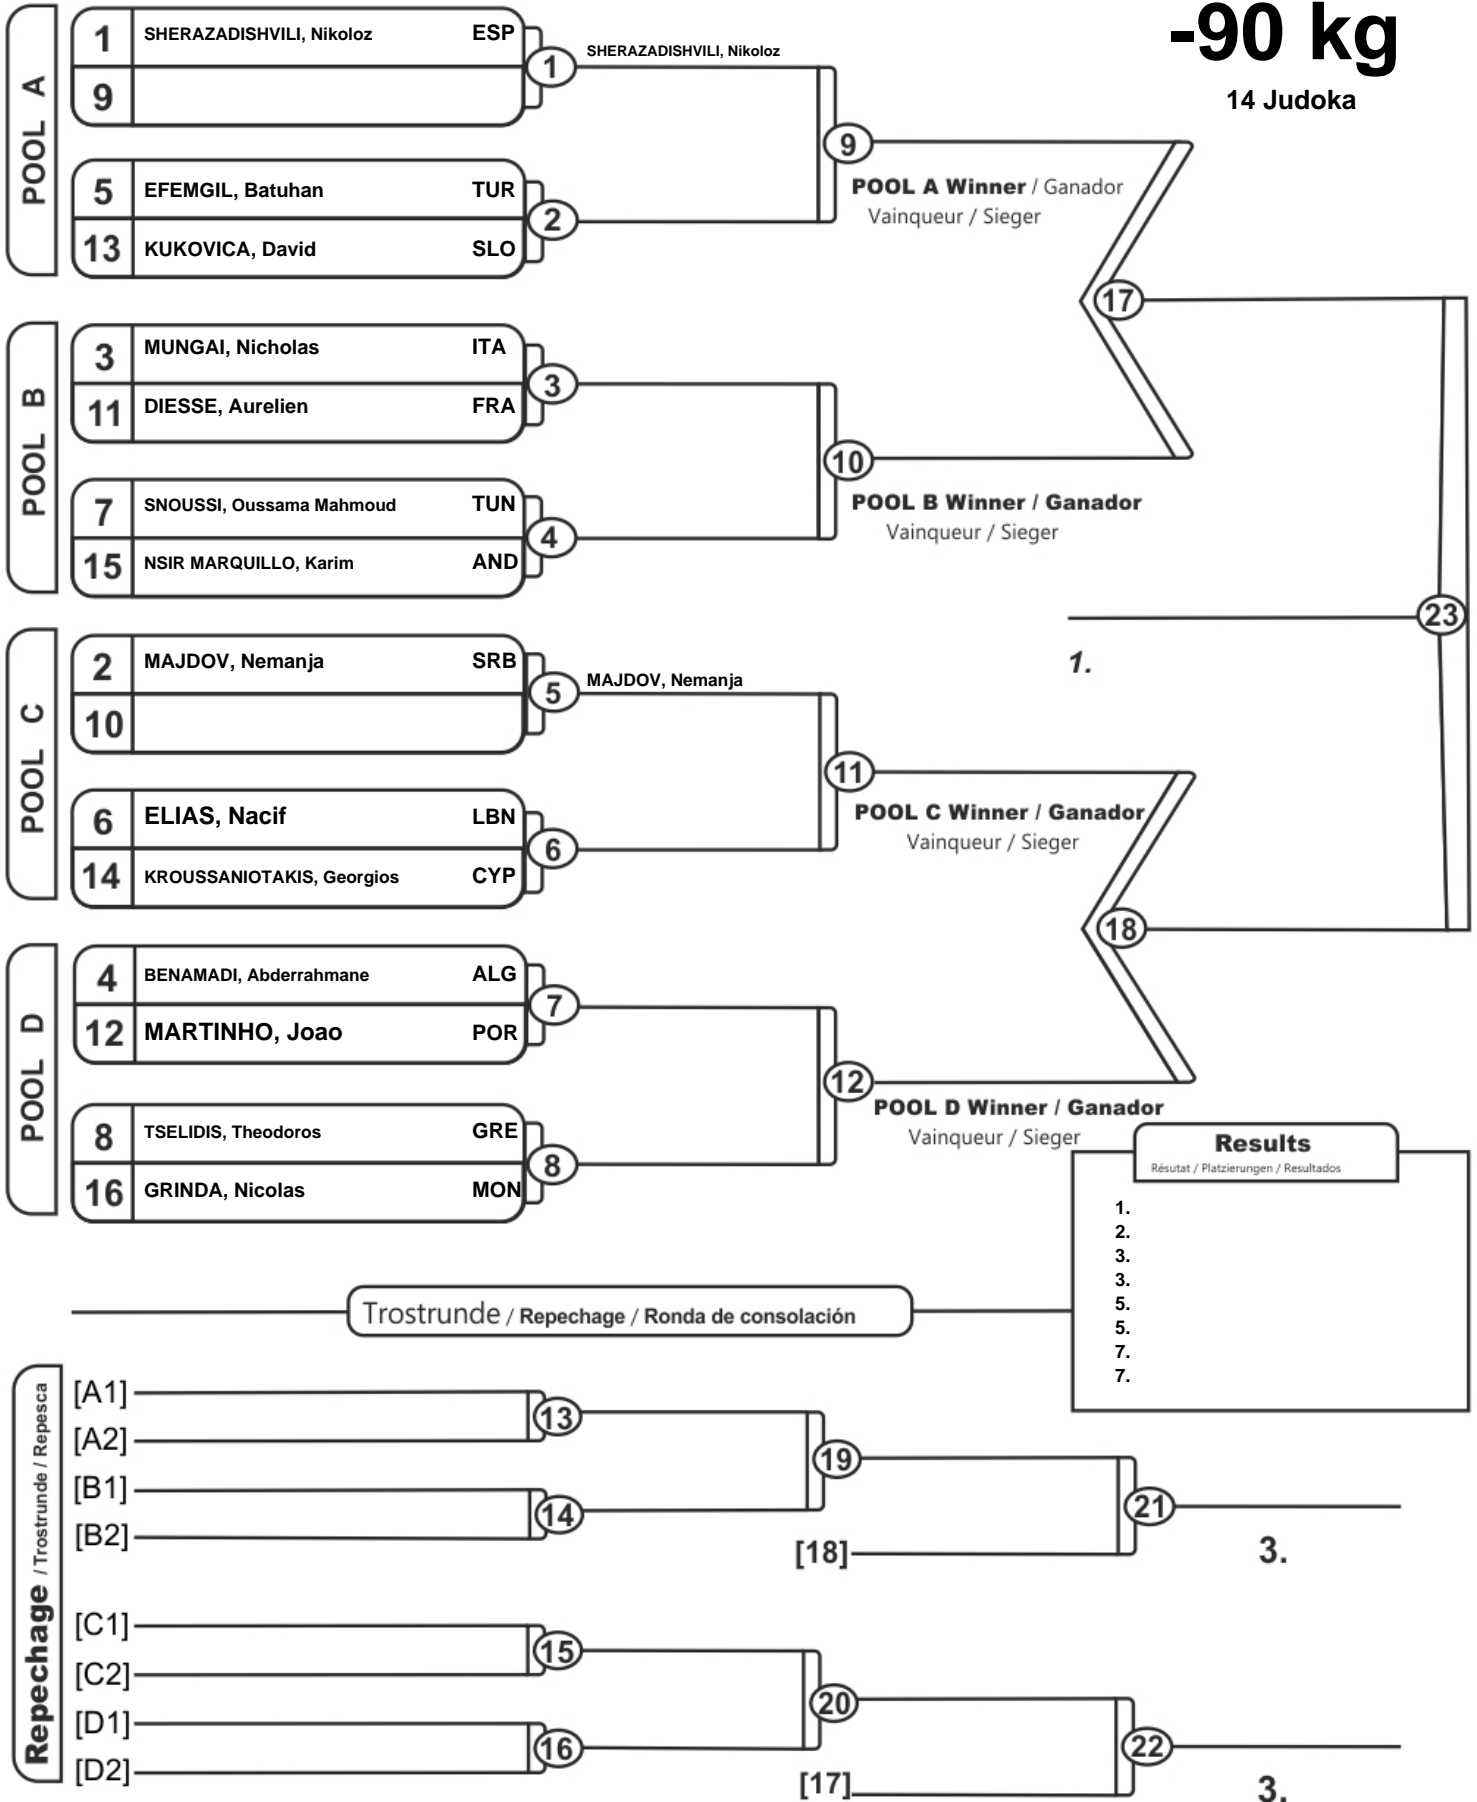 -90 kg
14 Judoka
POOL A
1 SHERAZADISHVILI, Nikoloz ESP
9
1
SHERAZADISHVILI, Nikoloz
5 EFEMGIL, Batuhan TUR
13 KUKOVICA, David SLO
2
9
POOL A Winner / Ganador
Vainqueur / Sieger
POOL B
3 MUNGAI, Nicholas ITA
11 DIESSE, Aurelien FRA
3
7 SNOUSSI, Oussama Mahmoud TUN
15 NSIR MARQUILLO, Karim AND
4
10
POOL B Winner / Ganador
Vainqueur / Sieger
17
23
1.
POOL C
2 MAJDOV, Nemanja SRB
10
5
MAJDOV, Nemanja
6 ELIAS, Nacif LBN
14 KROUSSANIOTAKIS, Georgios CYP
6
11
POOL C Winner / Ganador
Vainqueur / Sieger
18
POOL D
4 BENAMADI, Abderrahmane ALG
12 MARTINHO, Joao POR
7
8 TSELIDIS, Theodoros GRE
16 GRINDA, Nicolas MON
8
12
POOL D Winner / Ganador
Vainqueur / Sieger
Results
Résutat / Platzierungen / Resultados
1.
2.
3.
3.
5.
5.
7.
7.
Trostrunde / Repechage / Ronda de consolación
Repechage / Trostrunde / Repesca
[A1]
[A2]
13
[B1]
[B2]
14
19
[18]
21
3.
[C1]
[C2]
15
[D1]
[D2]
16
20
[17]
22
3.